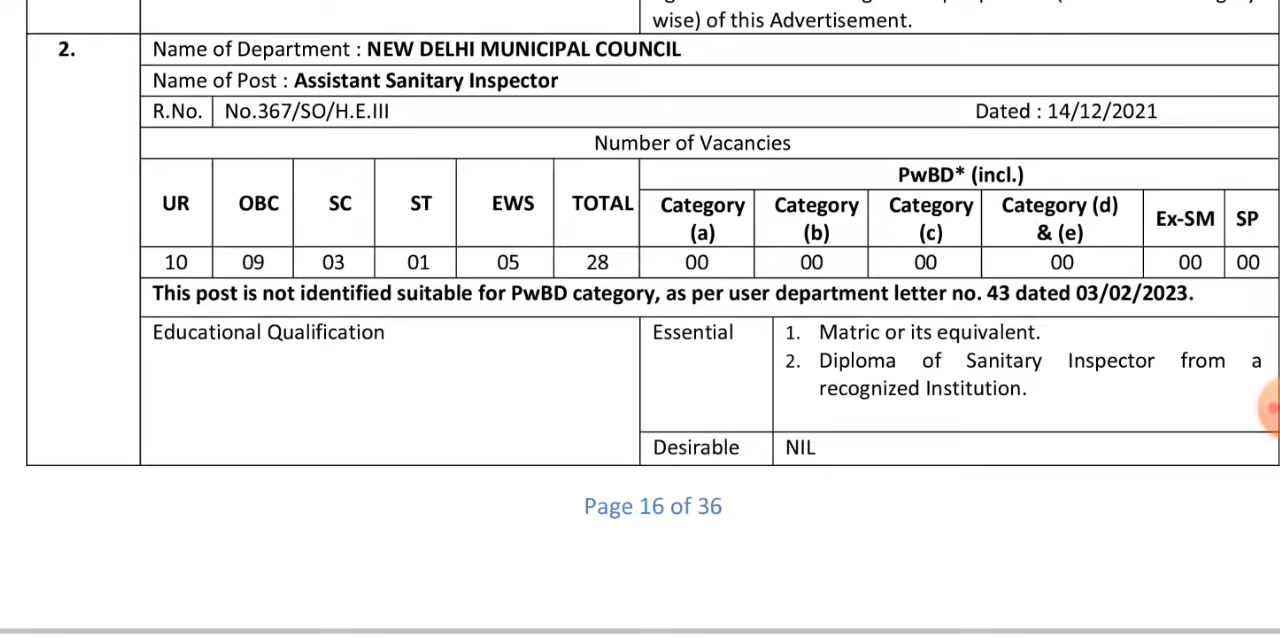 wise) of this Advertisement.
2. Name of Department : NEW DELHI MUNICIPAL COUNCIL
Name of Post : Assistant Sanitary Inspector
R.No. No.367/SO/H.E.III Dated : 14/12/2021
Number of Vacancies
UR OBC SC ST EWS TOTAL PwBD* (incl.)
Category (a) Category (b) Category (c) Category (d) & (e) Ex-SM SP
10 09 03 01 05 28 00 00 00 00 00 00
This post is not identified suitable for PwBD category, as per user department letter no. 43 dated 03/02/2023.
Educational Qualification Essential 1. Matric or its equivalent.
2. Diploma of Sanitary Inspector from a
recognized Institution.
Desirable NIL
Page 16 of 36